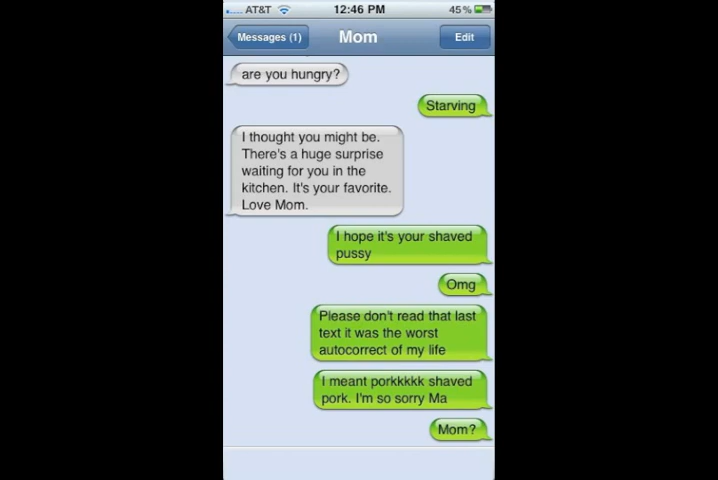 AT&T 12:46 PM 45%
Messages (1) Mom Edit
are you hungry?
Starving
I thought you might be.
There's a huge surprise
waiting for you in the
kitchen. It's your favorite.
Love Mom.
I hope it's your shaved
pussy
Omg
Please don't read that last
text it was the worst
autocorrect of my life
I meant porkkkkk shaved
pork. I'm so sorry Ma
Mom?